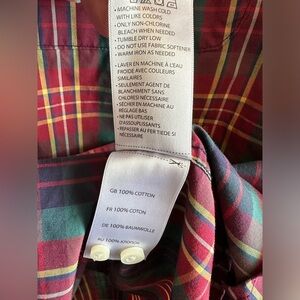 • MACHINE WASH COLD
WITH LIKE COLORS
• ONLY NON-CHLORINE
BLEACH WHEN NEEDED
• TUMBLE DRY LOW
• DO NOT USE FABRIC SOFTENER
• WARM IRON AS NEEDED
• LAVER EN MACHINE À L'EAU
FROIDE AVEC COULEURS
SIMILAIRES
• SEULEMENT AGENT DE
BLANCHIMENT SANS
CHLORES NÉCESSAIRE
• SÉCHER EN MACHINE AU
RÉGLAGE BAS
• NE PAS UTILISER
D'ASSOUPLISSANTS
• REPASSER AU FER TIEDE SI
NÉCESSAIRE
GB 100% COTTON
FR 100% COTON
DE 100% BAUMWOLLE
100%